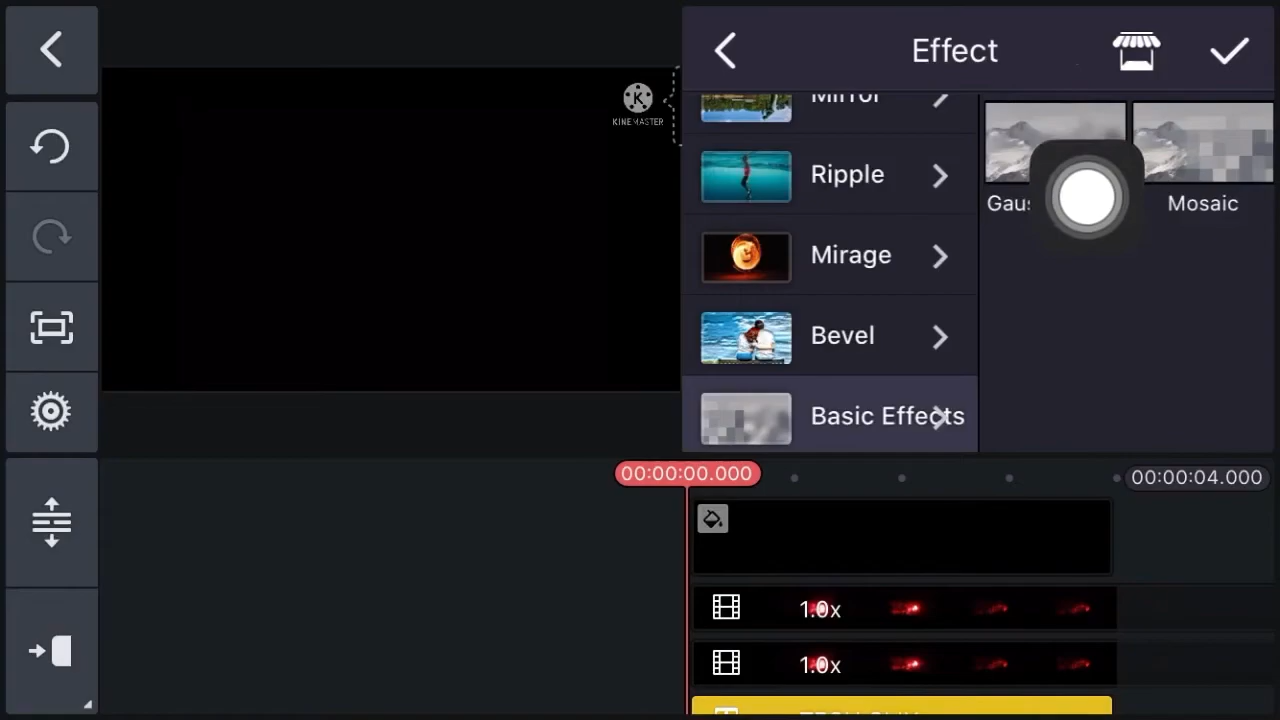 Effect
KINEMASTER
Mirror
Ripple
Mirage
Bevel
Basic Effects
Mosaic
00:00:00.000
00:00:04.000
1.0x
1.0x